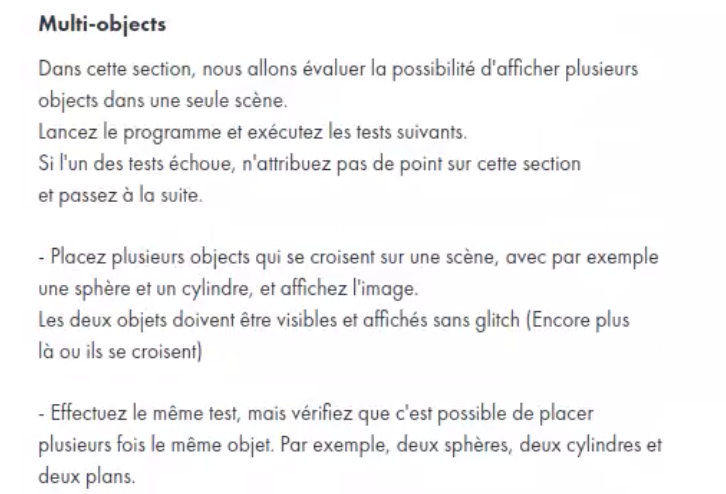 Multi-objects
Dans cette section, nous allons évaluer la possibilité d'afficher plusieurs
objects dans une seule scène.
Lancez le programme et exécutez les tests suivants.
Si l'un des tests échoue, n'attribuez pas de point sur cette section
et passez à la suite.
- Placez plusieurs objects qui se croisent sur une scène, avec par exemple
une sphère et un cylindre, et affichez l'image.
Les deux objets doivent être visibles et affichés sans glitch (Encore plus
là ou ils se croisent)
- Effectuez le même test, mais vérifiez que c'est possible de placer
plusieurs fois le même objet. Par exemple, deux sphères, deux cylindres et
deux plans.